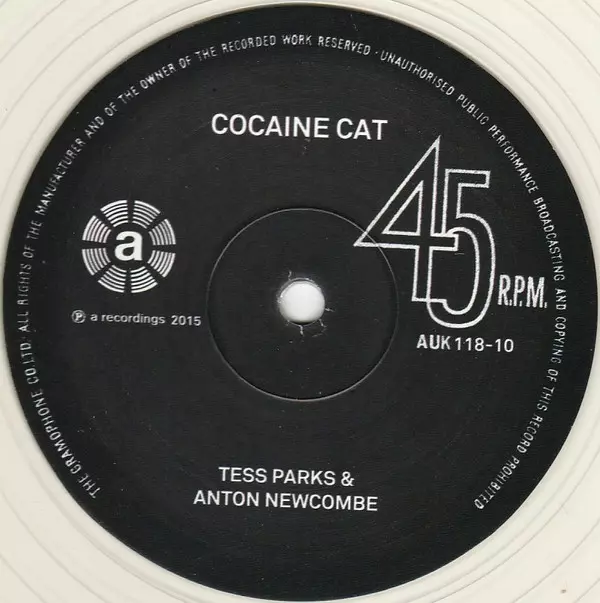 THE GRAMOPHONE CO.LTD. ALL RIGHTS OF THE MANUFACTURER AND OF THE OWNER OF THE RECORDED WORK RESERVED · UNAUTHORISED PUBLIC PERFORMANCE BROADCASTING AND COPYING OF THIS RECORD PROHIBITED
COCAINE CAT
45
R.P.M.
a
℗ a recordings 2015
AUK 118-10
TESS PARKS &
ANTON NEWCOMBE